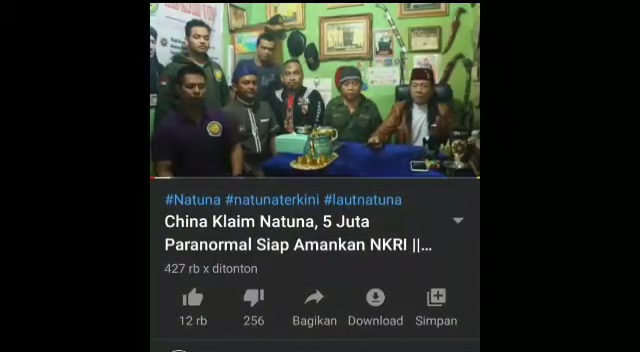 #Natuna #natunaterkini #lautnatuna
China Klaim Natuna, 5 Juta
Paranormal Siap Amankan NKRI ||...
427 rb x ditonton
12 rb
256
Bagikan
Download
Simpan